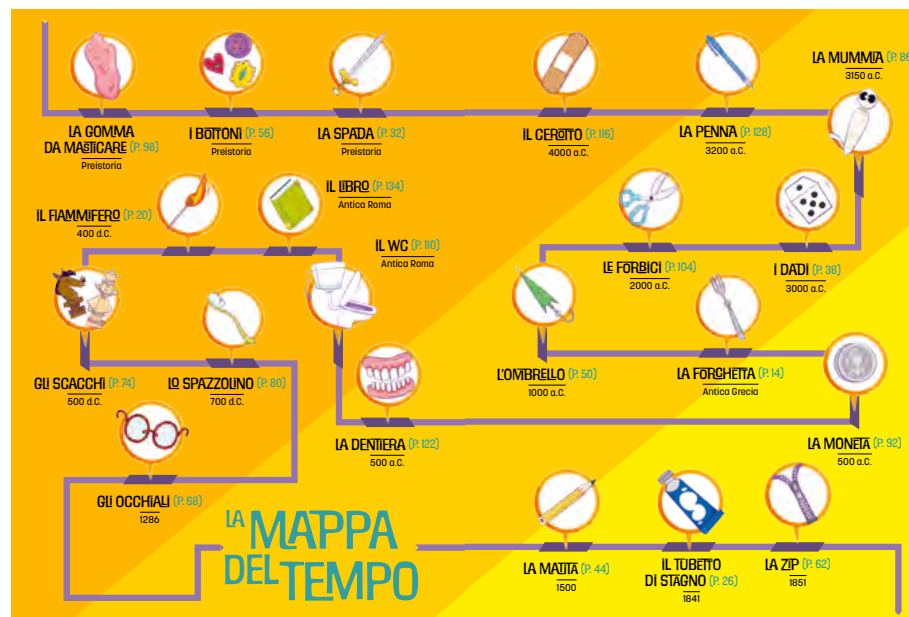 LA GOMMA
DA MASTICARE (P. 98)
Preistoria
I BOTTONI (P. 56)
Preistoria
LA SPADA (P. 32)
Preistoria
IL CEROTTO (P. 116)
4000 a.C.
LA PENNA (P. 128)
3200 a.C.
LA MUMMIA (P. 86
3150 a.C.
I DADI (P. 38)
3000 a.C.
LE FORBICI (P. 104)
2000 a.C.
L'OMBRELLO (P. 50)
1000 a.C.
LA FORCHETTA (P. 14)
Antica Grecia
LA MONETA (P. 92)
500 a.C.
LA DENTIERA (P. 122)
500 a.C.
IL WC (P. 110)
Antica Roma
IL LIBRO (P. 134)
Antica Roma
IL FIAMMIFERO (P. 20)
400 d.C.
GLI SCACCHI (P. 74)
500 d.C.
LO SPAZZOLINO (P. 80)
700 d.C.
GLI OCCHIALI (P. 68)
1286
LA MAPPA
DEL TEMPO
LA MATITA (P. 44)
1500
IL TUBETTO
DI STAGNO (P. 26)
1841
LA ZIP (P. 62)
1851